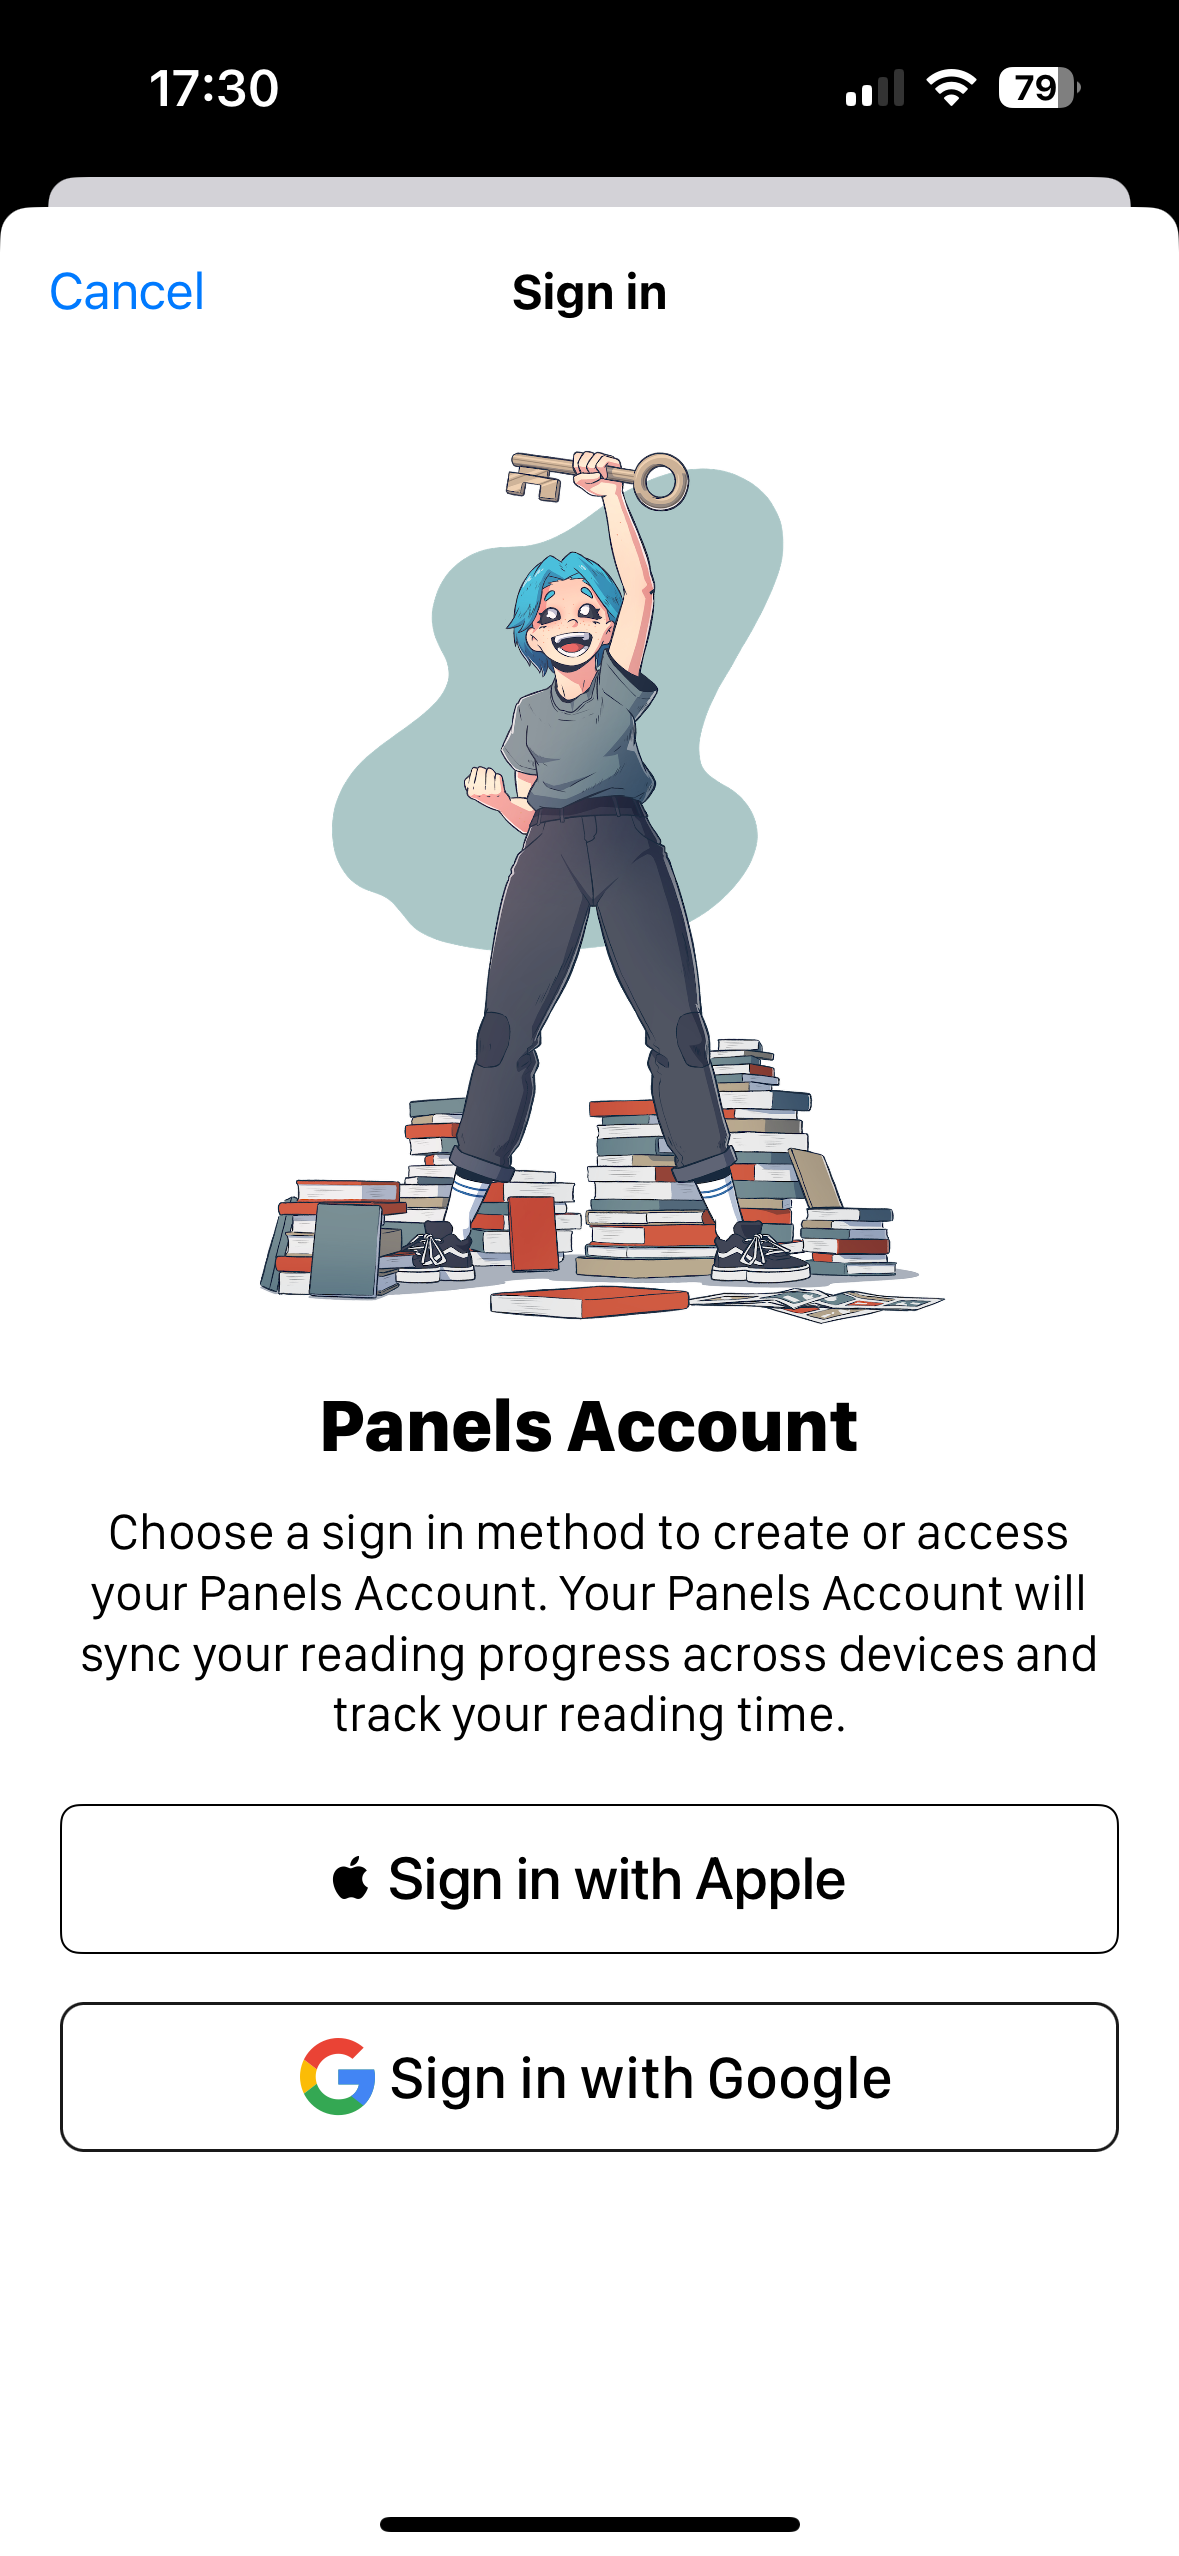 17:30
79
Cancel
Sign in
Panels Account
Choose a sign in method to create or access
your Panels Account. Your Panels Account will
sync your reading progress across devices and
track your reading time.
Sign in with Apple
Sign in with Google